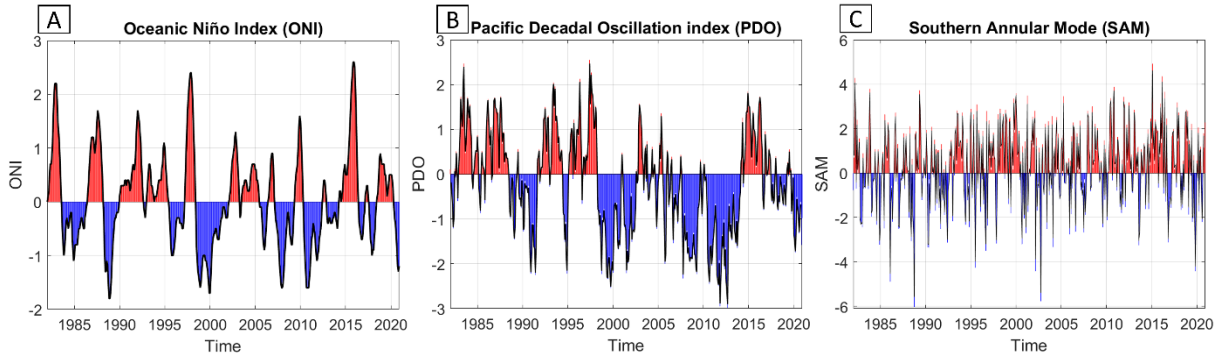 A
Oceanic Niño Index (ONI)
3
2
1
0
-1
-2
ONI
1985 1990 1995 2000 2005 2010 2015 2020
Time
B
Pacific Decadal Oscillation index (PDO)
3
2
1
0
-1
-2
-3
PDO
1985 1990 1995 2000 2005 2010 2015 2020
Time
C
Southern Annular Mode (SAM)
6
4
2
0
-2
-4
-6
SAM
1985 1990 1995 2000 2005 2010 2015 2020
Time